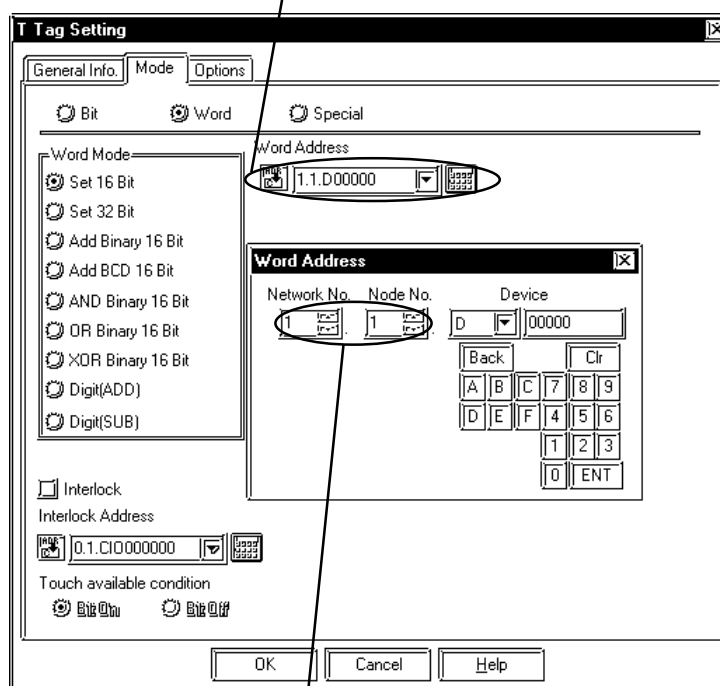 T Tag Setting
General Info. Mode Options
Bit Word Special
Word Mode
Word Address
Set 16 Bit
1.1.D00000
Set 32 Bit
Add Binary 16 Bit
Add BCD 16 Bit
AND Binary 16 Bit
OR Binary 16 Bit
XOR Binary 16 Bit
Digit(ADD)
Digit(SUB)
Word Address
Network No. Node No. Device
1 . 1 . D 00000
Back Clr
A B C 7 8 9
D E F 4 5 6
1 2 3
0 ENT
Interlock
Interlock Address
0.1.CIO000000
Touch available condition
Bit On Bit Off
OK Cancel Help